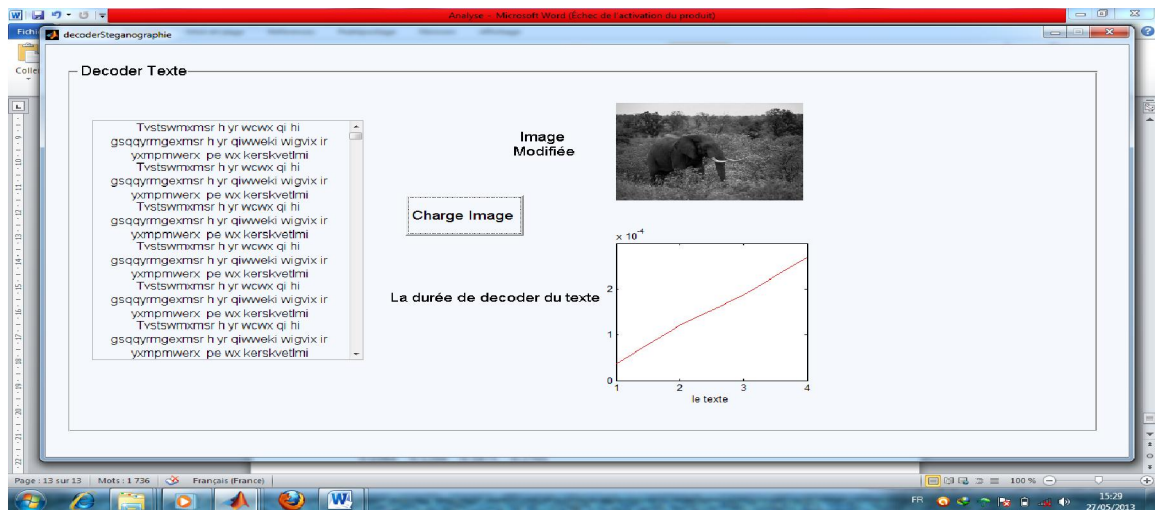 Analyse - Microsoft Word (Échec de l'activation du produit)
Fichi
decoderSteganographie
Coller
Decoder Texte
Tvstswmxmsr h yr wcwx qi hi
gsqqyrmgexmsr h yr qiwweki wigvix ir
yxmpmwerx pe wx kerskvetlmi
Tvstswmxmsr h yr wcwx qi hi
gsqqyrmgexmsr h yr qiwweki wigvix ir
yxmpmwerx pe wx kerskvetlmi
Tvstswmxmsr h yr wcwx qi hi
gsqqyrmgexmsr h yr qiwweki wigvix ir
yxmpmwerx pe wx kerskvetlmi
Tvstswmxmsr h yr wcwx qi hi
gsqqyrmgexmsr h yr qiwweki wigvix ir
yxmpmwerx pe wx kerskvetlmi
Tvstswmxmsr h yr wcwx qi hi
gsqqyrmgexmsr h yr qiwweki wigvix ir
yxmpmwerx pe wx kerskvetlmi
Tvstswmxmsr h yr wcwx qi hi
gsqqyrmgexmsr h yr qiwweki wigvix ir
yxmpmwerx pe wx kerskvetlmi
Image
Modifiée
Charge Image
La durée de decoder du texte
× 10⁻⁴
2
1
0
1 2 3 4
le texte
Page : 13 sur 13 Mots : 1 736 Français (France) 100 %
FR 15:29
27/05/2013